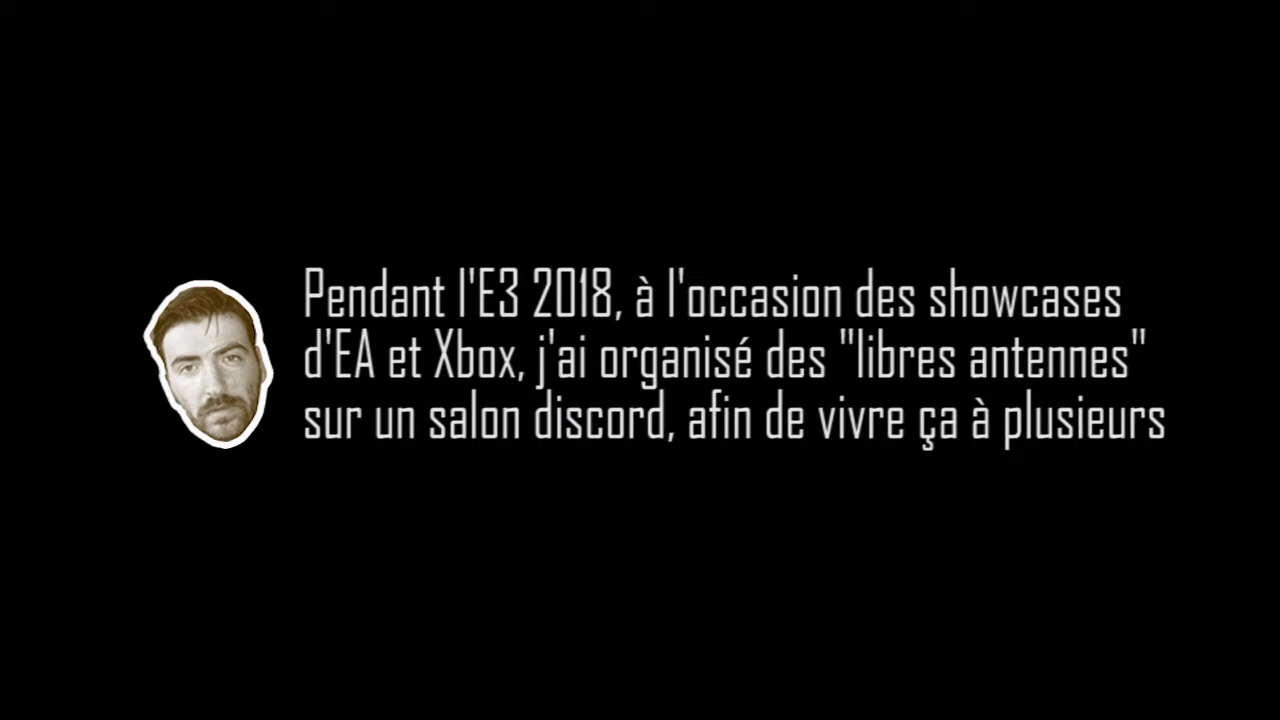 Pendant l'E3 2018, à l'occasion des showcases
d'EA et Xbox, j'ai organisé des "libres antennes"
sur un salon discord, afin de vivre ça à plusieurs